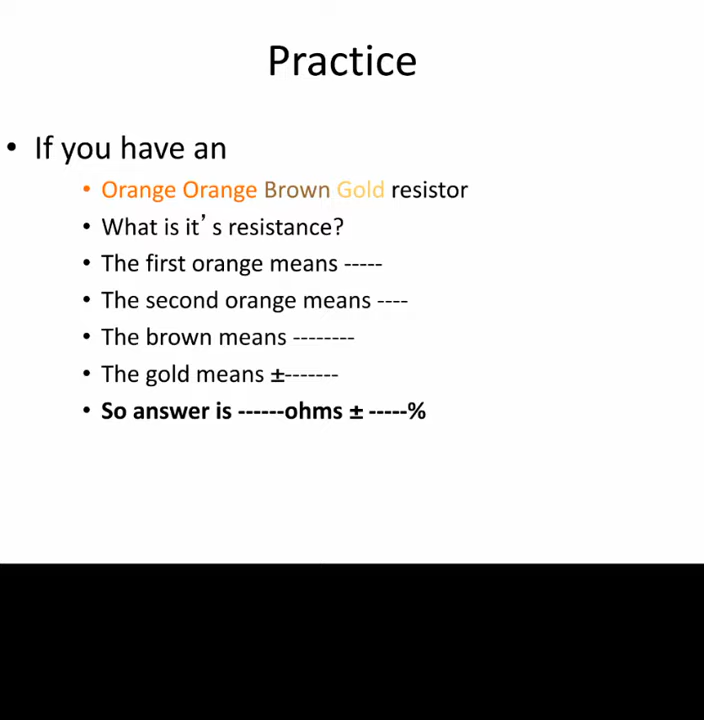 Practice
• If you have an
• Orange Orange Brown Gold resistor
• What is it’s resistance?
• The first orange means -----
• The second orange means ----
• The brown means --------
• The gold means ±-------
• So answer is ------ohms ± -----%